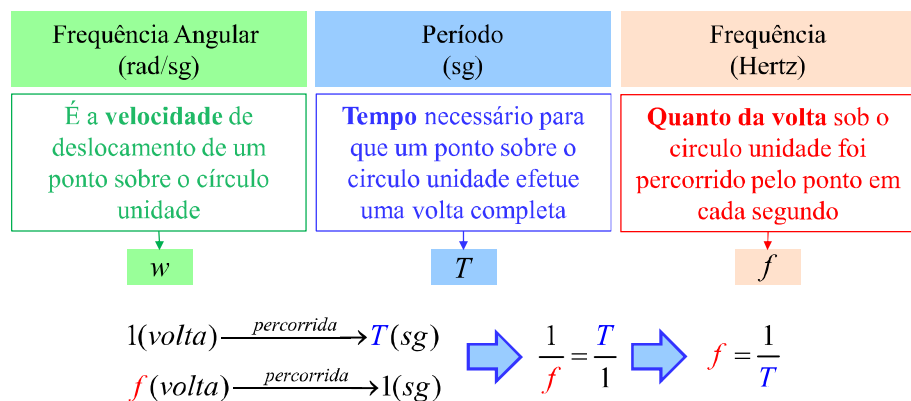 Frequência Angular
(rad/sg)
Período
(sg)
Frequência
(Hertz)
É a velocidade de
deslocamento de um
ponto sobre o círculo
unidade
Tempo necessário para
que um ponto sobre o
circulo unidade efetue
uma volta completa
Quanto da volta sob o
circulo unidade foi
percorrido pelo ponto em
cada segundo
w
T
f
1(volta) percorrida T(sg)
f(volta) percorrida 1(sg)
1/f = T/1
f = 1/T